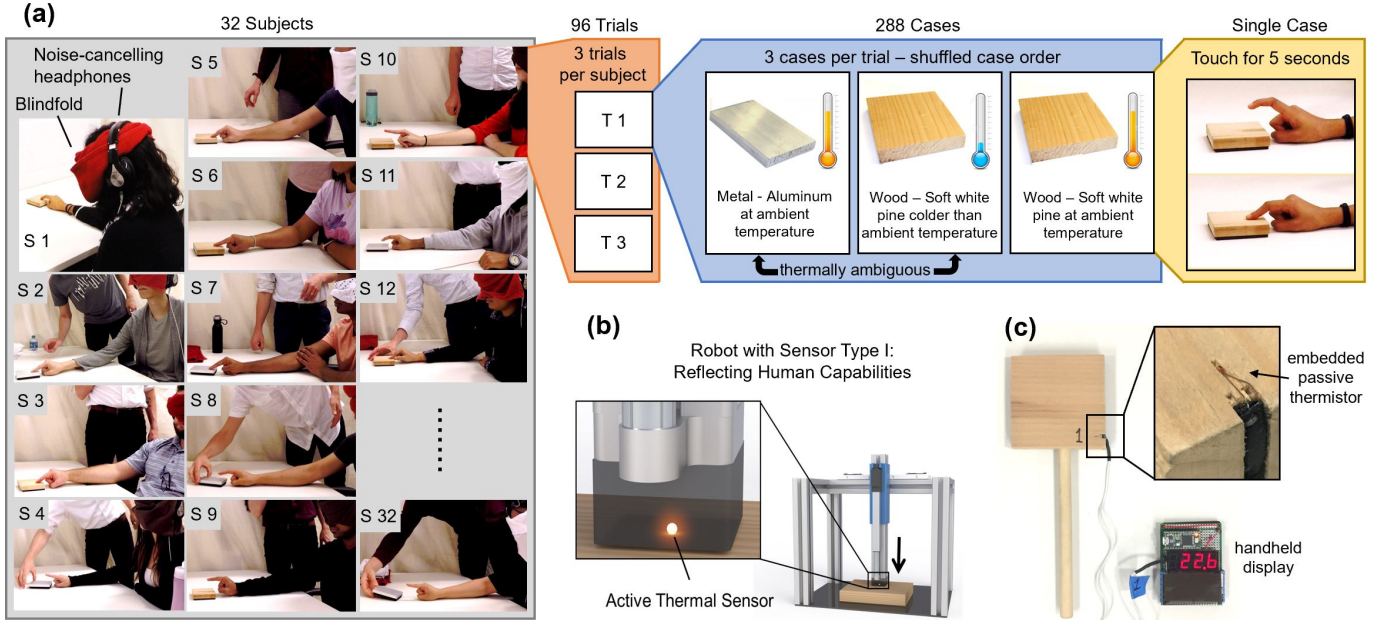 (a)
32 Subjects
96 Trials
288 Cases
Single Case
Noise-cancelling
headphones
Blindfold
S 1
S 2
S 3
S 4
S 5
S 6
S 7
S 8
S 9
S 10
S 11
S 12
S 32
3 trials
per subject
T 1
T 2
T 3
3 cases per trial – shuffled case order
Metal - Aluminum
at ambient
temperature
Wood – Soft white
pine colder than
ambient temperature
Wood – Soft white
pine at ambient
temperature
thermally ambiguous
Touch for 5 seconds
(b)
Robot with Sensor Type I:
Reflecting Human Capabilities
Active Thermal Sensor
(c)
1
embedded
passive
thermistor
22.6
1
handheld
display